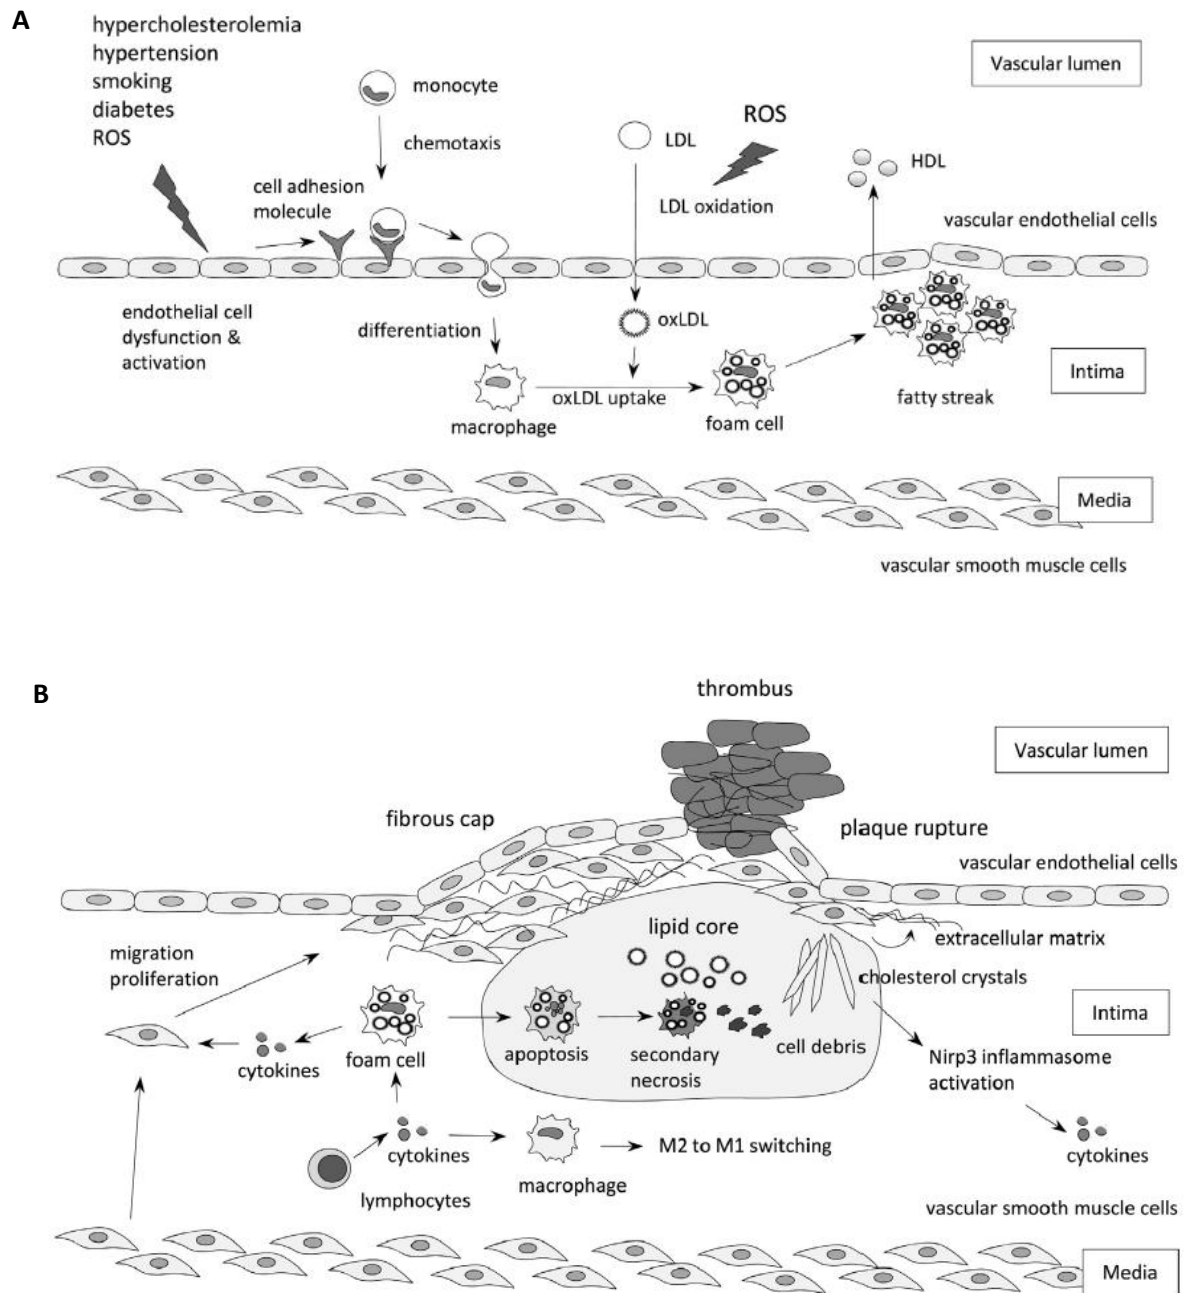 A
hypercholesterolemia
hypertension
smoking
diabetes
ROS
monocyte
chemotaxis
cell adhesion
molecule
LDL
ROS
LDL oxidation
HDL
Vascular lumen
vascular endothelial cells
endothelial cell
dysfunction &
activation
differentiation
oxLDL
macrophage
oxLDL uptake
foam cell
fatty streak
Intima
Media
vascular smooth muscle cells
B
thrombus
Vascular lumen
fibrous cap
plaque rupture
vascular endothelial cells
migration
proliferation
lipid core
extracellular matrix
cholesterol crystals
Intima
foam cell
cytokines
apoptosis
secondary
necrosis
cell debris
Nirp3 inflammasome
activation
cytokines
cytokines
lymphocytes
macrophage
M2 to M1 switching
vascular smooth muscle cells
Media